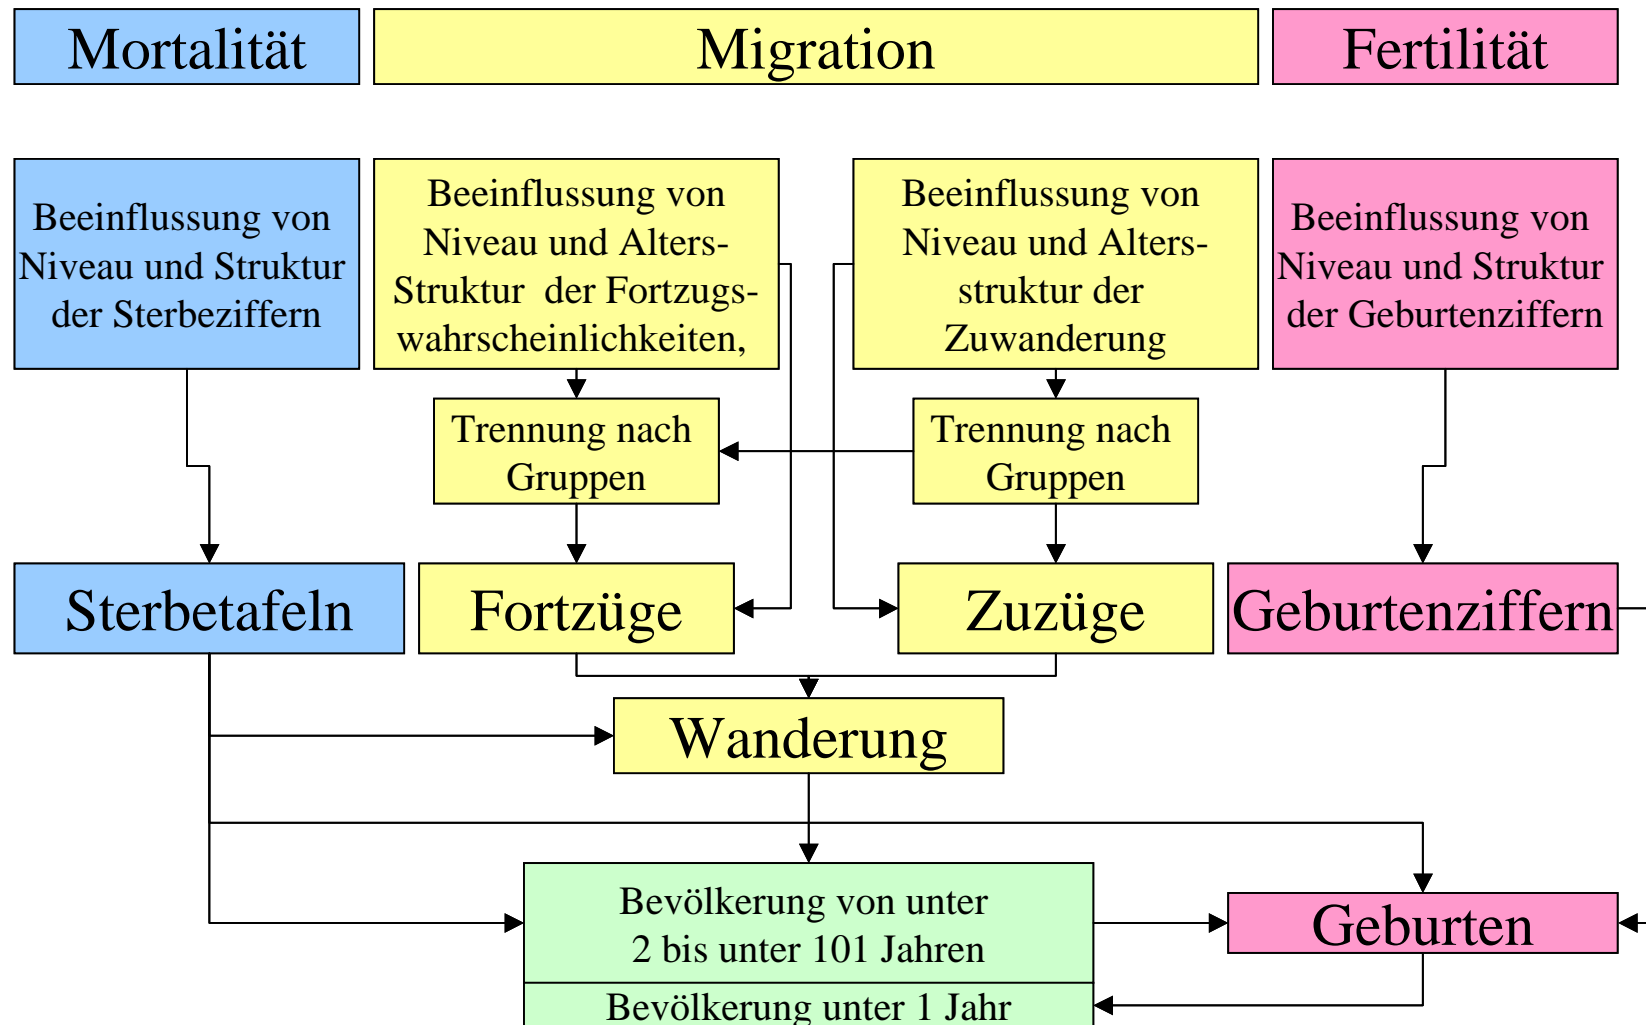 Mortalität
Migration
Fertilität
Beeinflussung von
Niveau und Struktur
der Sterbeziffern
Beeinflussung von
Niveau und Alters-
Struktur der Fortzugs-
wahrscheinlichkeiten,
Beeinflussung von
Niveau und Alters-
struktur der
Zuwanderung
Beeinflussung von
Niveau und Struktur
der Geburtenziffern
Trennung nach
Gruppen
Trennung nach
Gruppen
Sterbetafeln
Fortzüge
Zuzüge
Geburtenziffern
Wanderung
Bevölkerung von unter
2 bis unter 101 Jahren
Geburten
Bevölkerung unter 1 Jahr